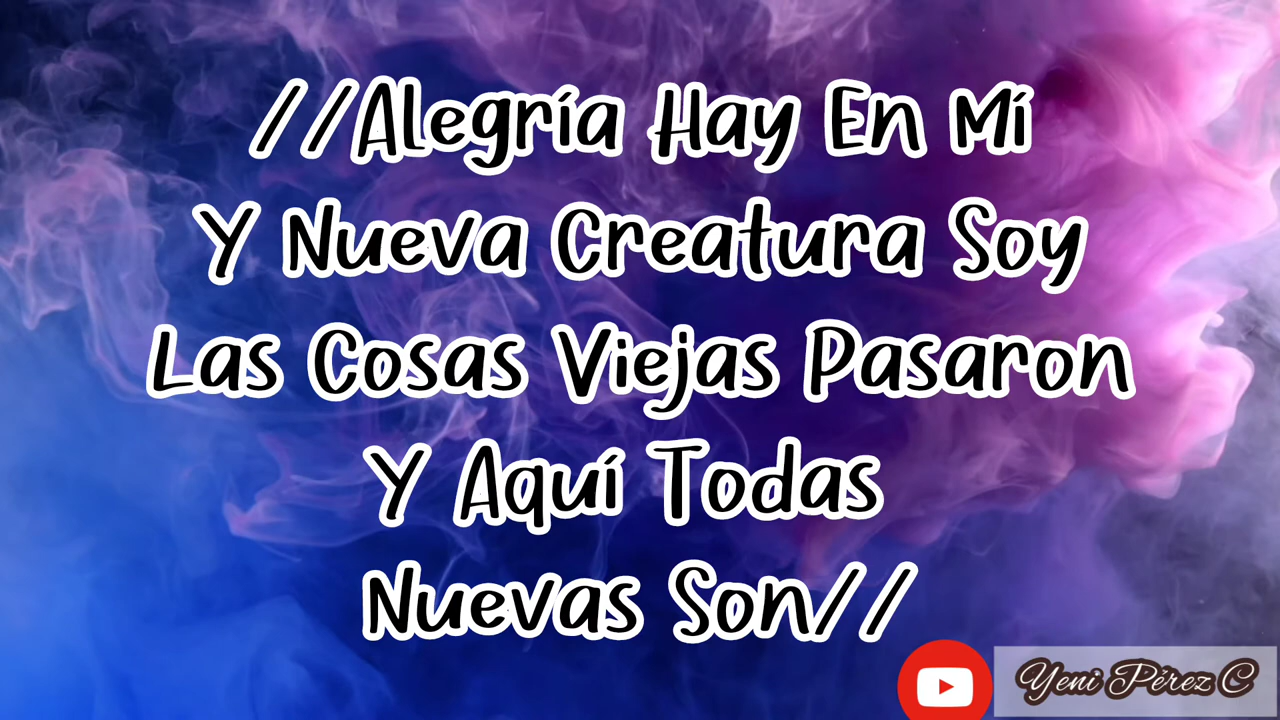 //Alegría Hay En Mí
Y Nueva Creatura Soy
Las Cosas Viejas Pasaron
Y Aquí Todas
Nuevas Son//
Yeni Pérez C